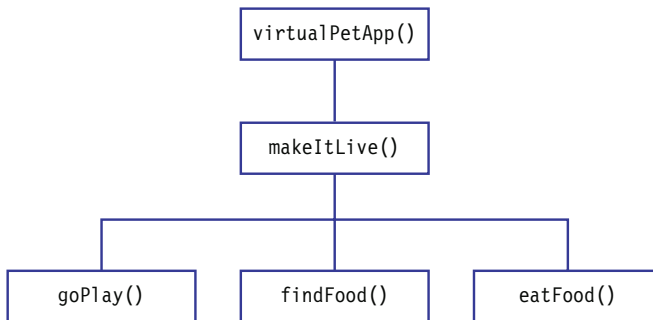 virtualPetApp()
makeItLive()
goPlay()
findFood()
eatFood()